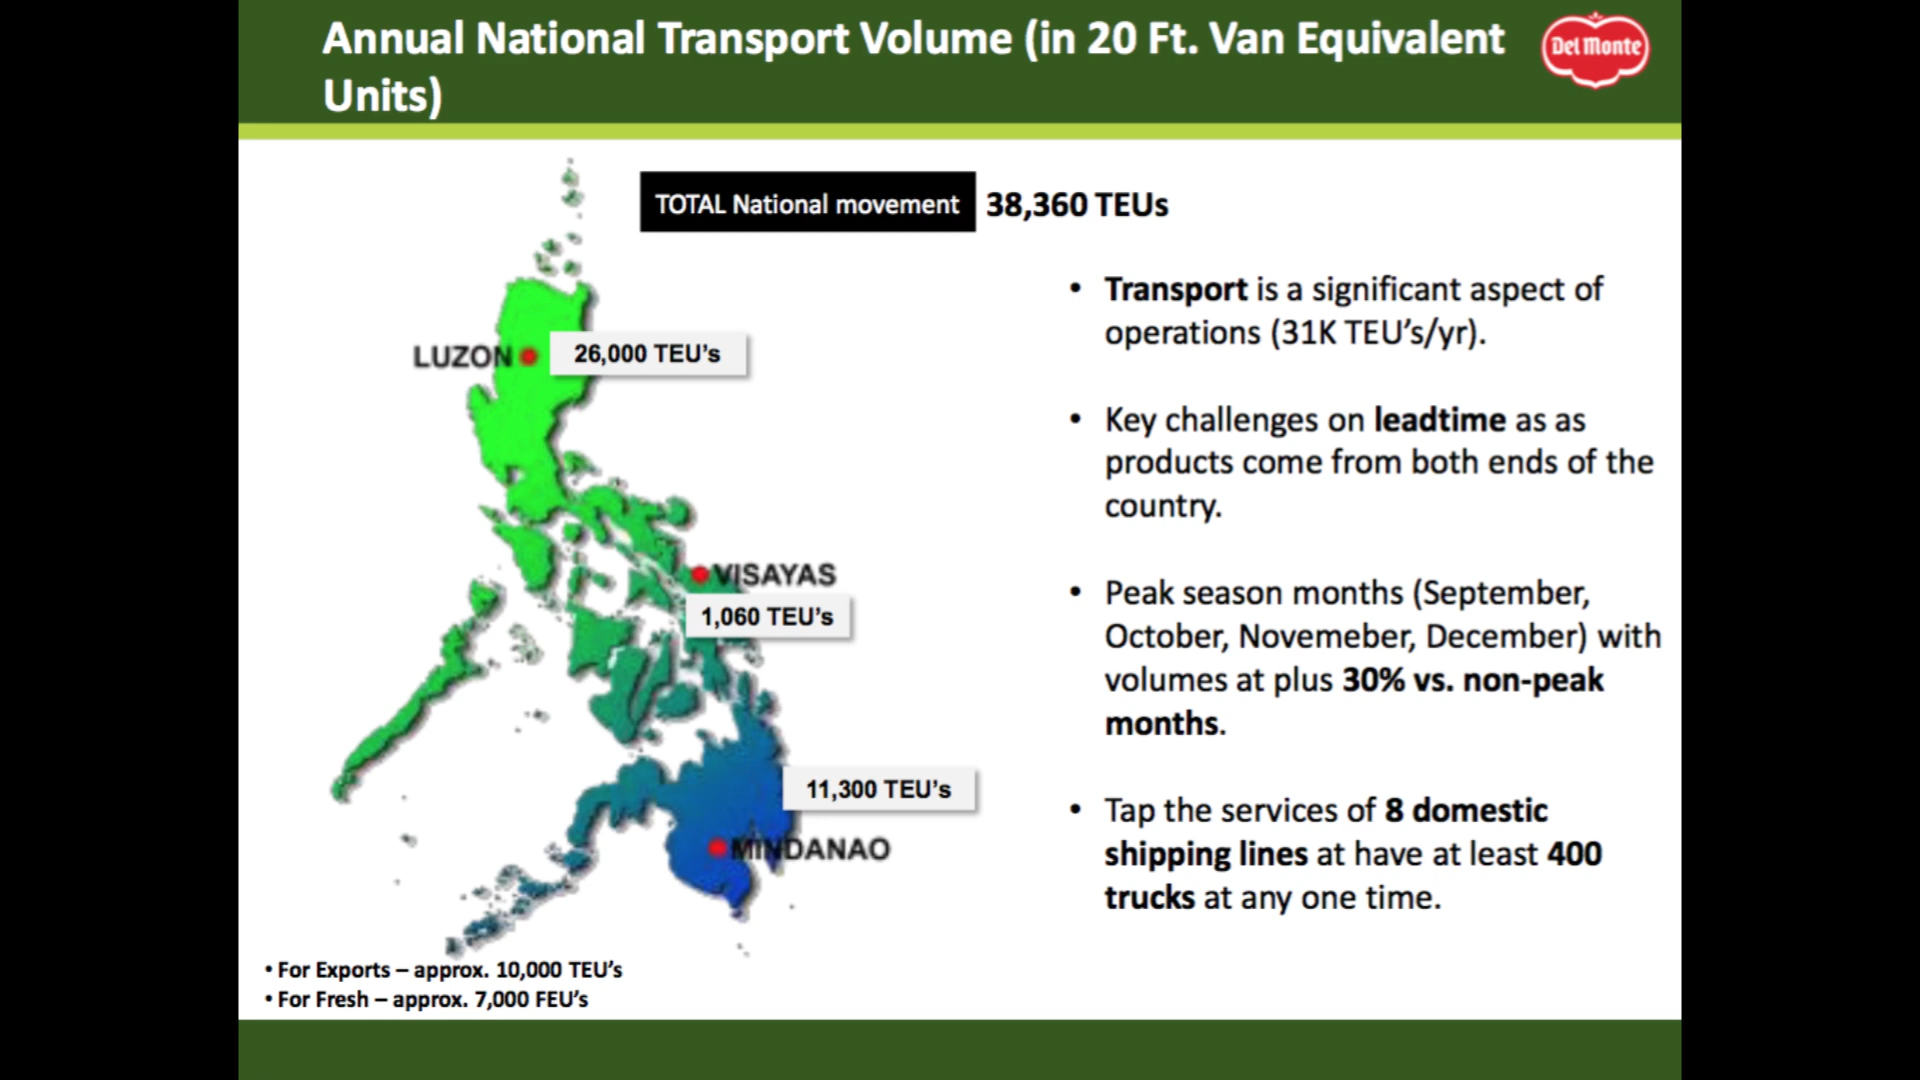 Annual National Transport Volume (in 20 Ft. Van Equivalent
Units)
Del Monte
TOTAL National movement
38,360 TEUs
LUZON
26,000 TEU’s
VISAYAS
1,060 TEU’s
11,300 TEU’s
MINDANAO
• For Exports – approx. 10,000 TEU’s
• For Fresh – approx. 7,000 FEU’s
• Transport is a significant aspect of
operations (31K TEU’s/yr).
• Key challenges on leadtime as as
products come from both ends of the
country.
• Peak season months (September,
October, Novemeber, December) with
volumes at plus 30% vs. non-peak
months.
• Tap the services of 8 domestic
shipping lines at have at least 400
trucks at any one time.